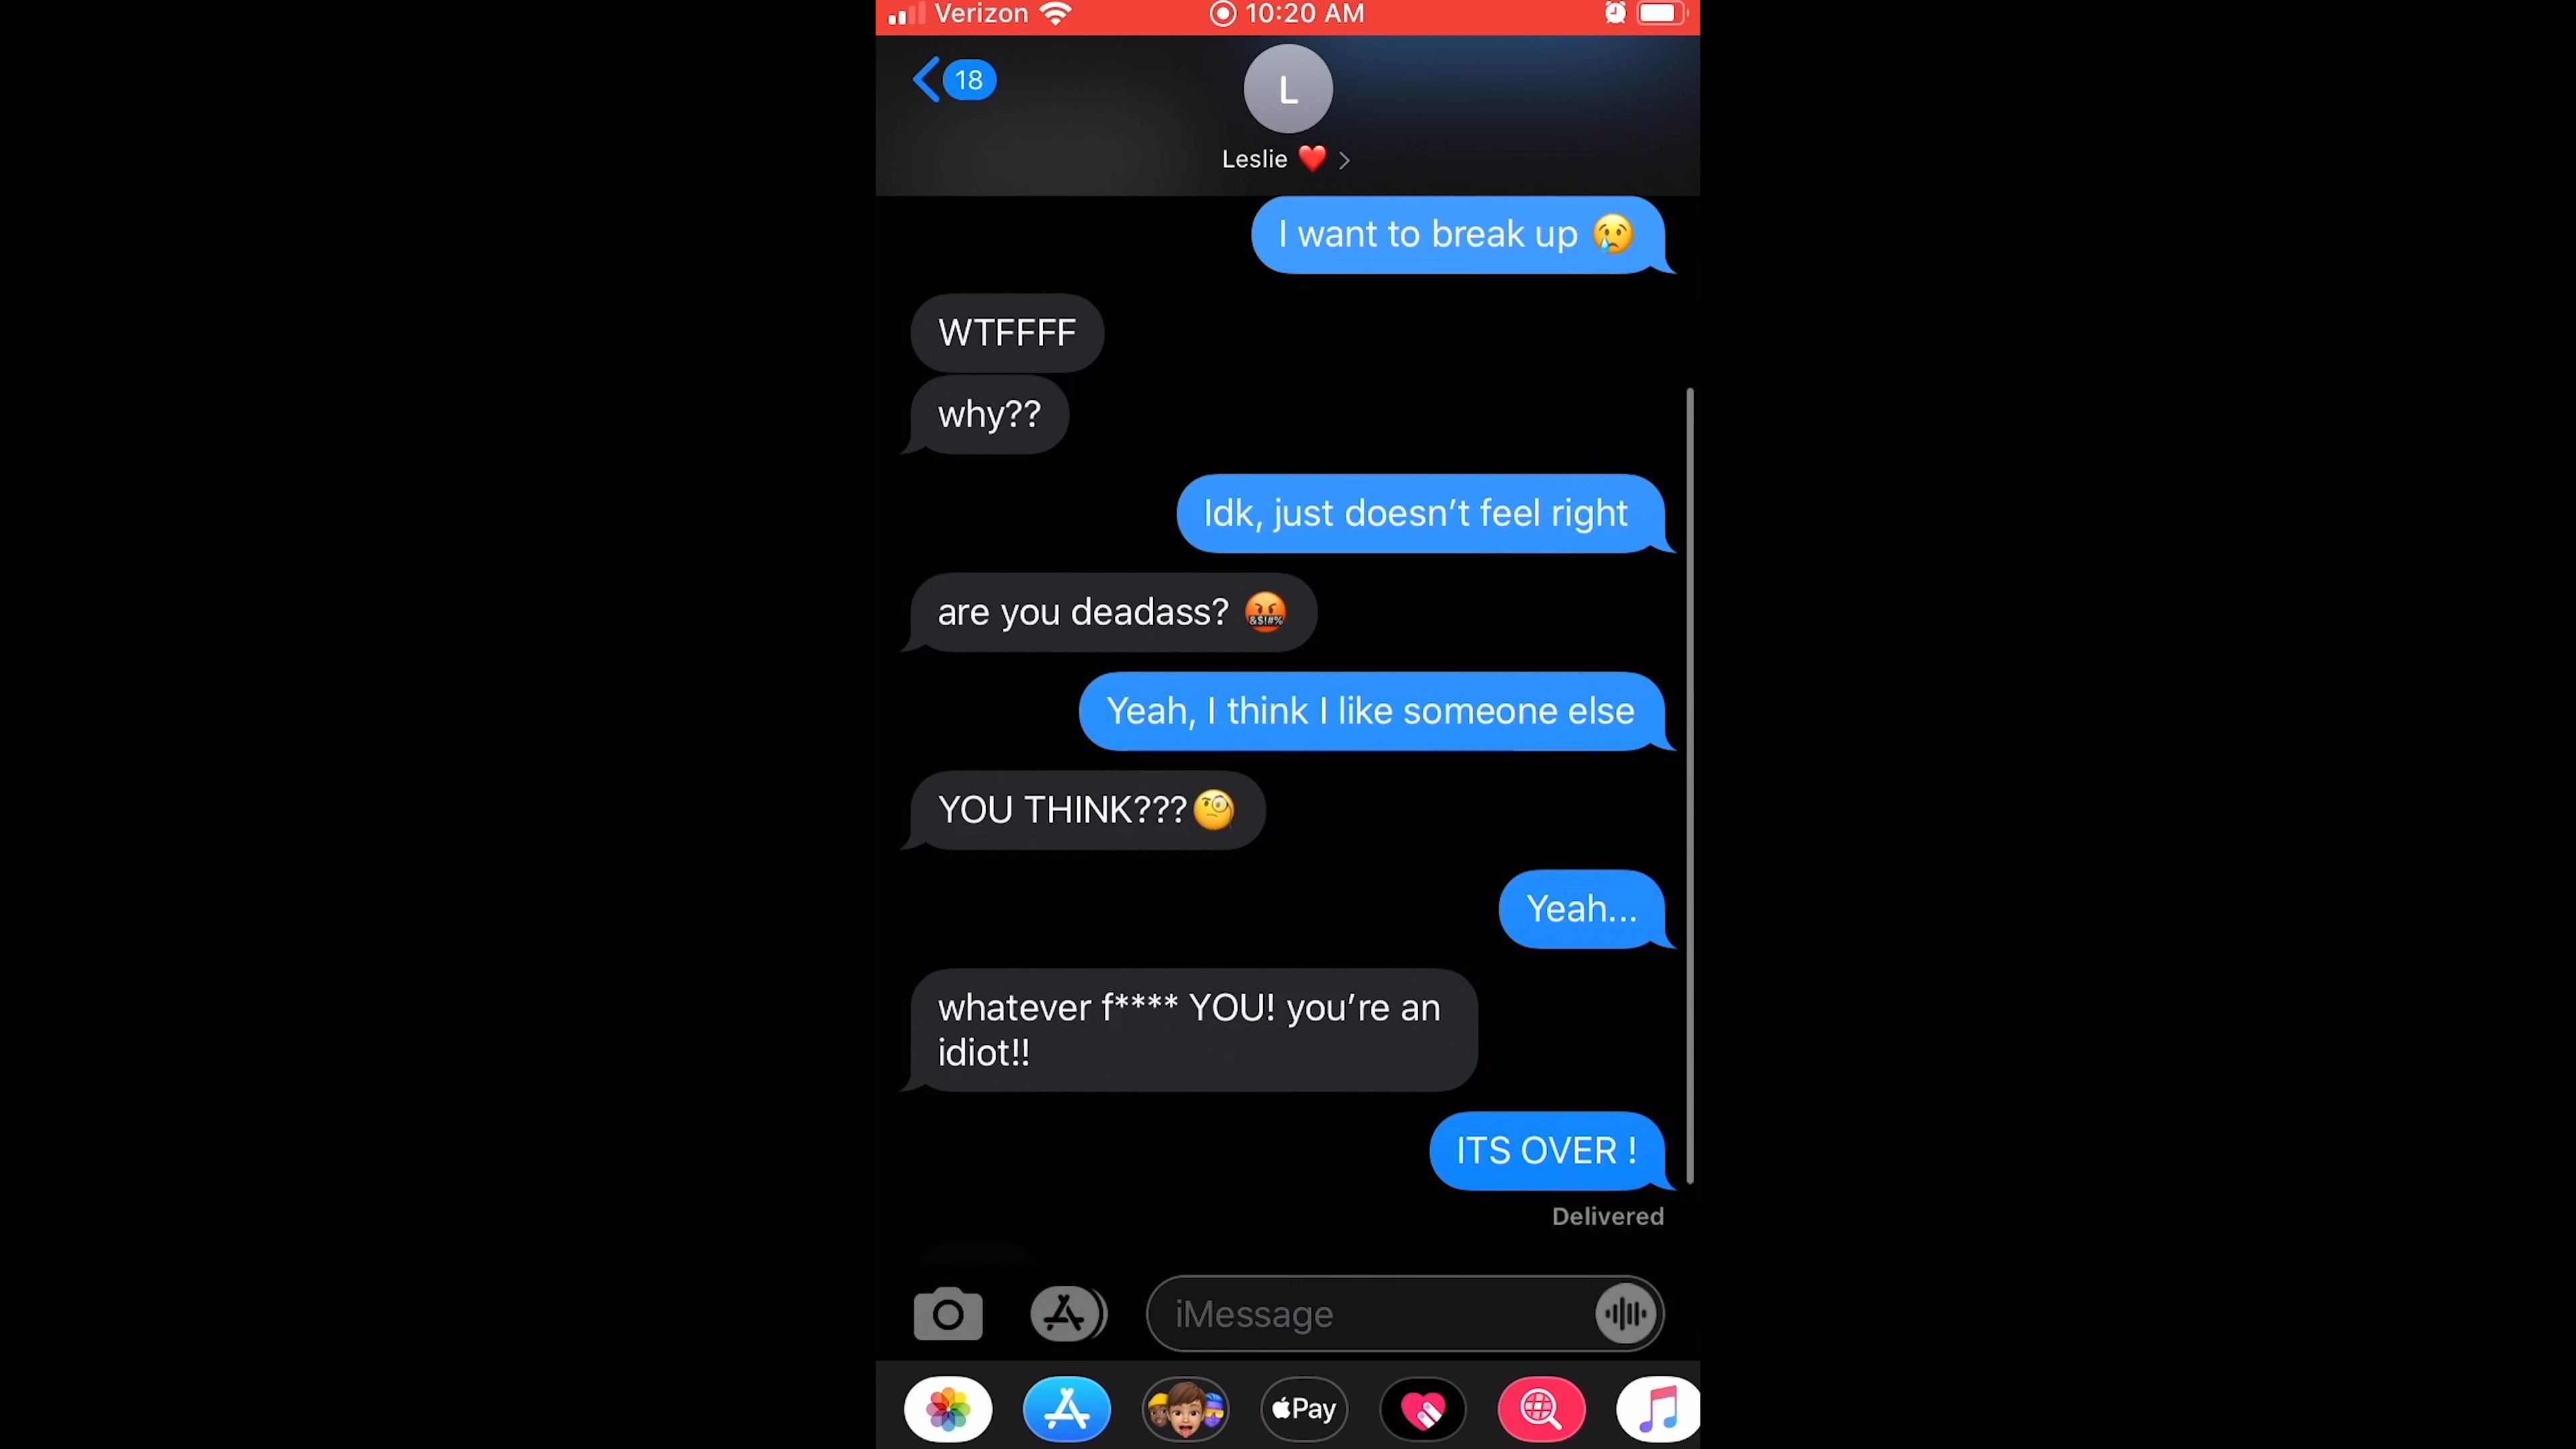 Verizon 10:20 AM
18
L
Leslie ❤️ >
I want to break up 😢
WTFFFF
why??
Idk, just doesn’t feel right
are you deadass? 🤬
Yeah, I think I like someone else
YOU THINK???🧐
Yeah...
whatever f**** YOU! you’re an
idiot!!
ITS OVER !
Delivered
iMessage
Pay